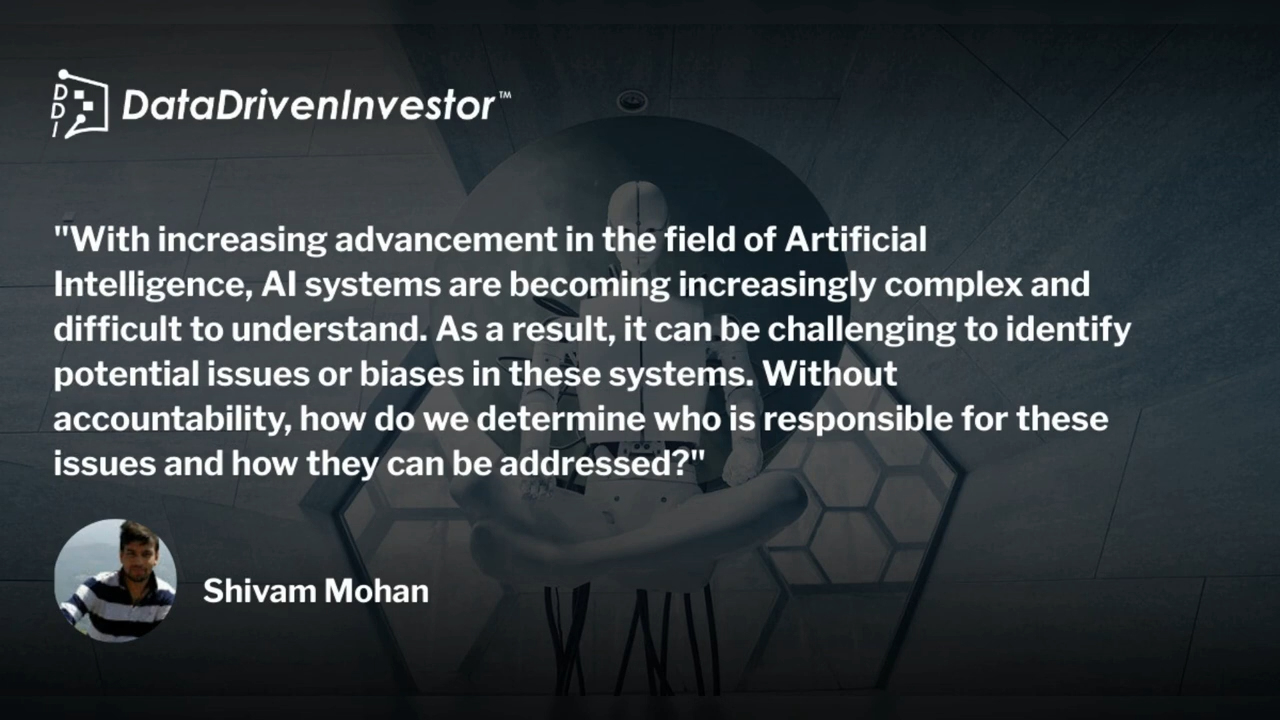 DDI
DataDrivenInvestor™
"With increasing advancement in the field of Artificial
Intelligence, AI systems are becoming increasingly complex and
difficult to understand. As a result, it can be challenging to identify
potential issues or biases in these systems. Without
accountability, how do we determine who is responsible for these
issues and how they can be addressed?"
Shivam Mohan